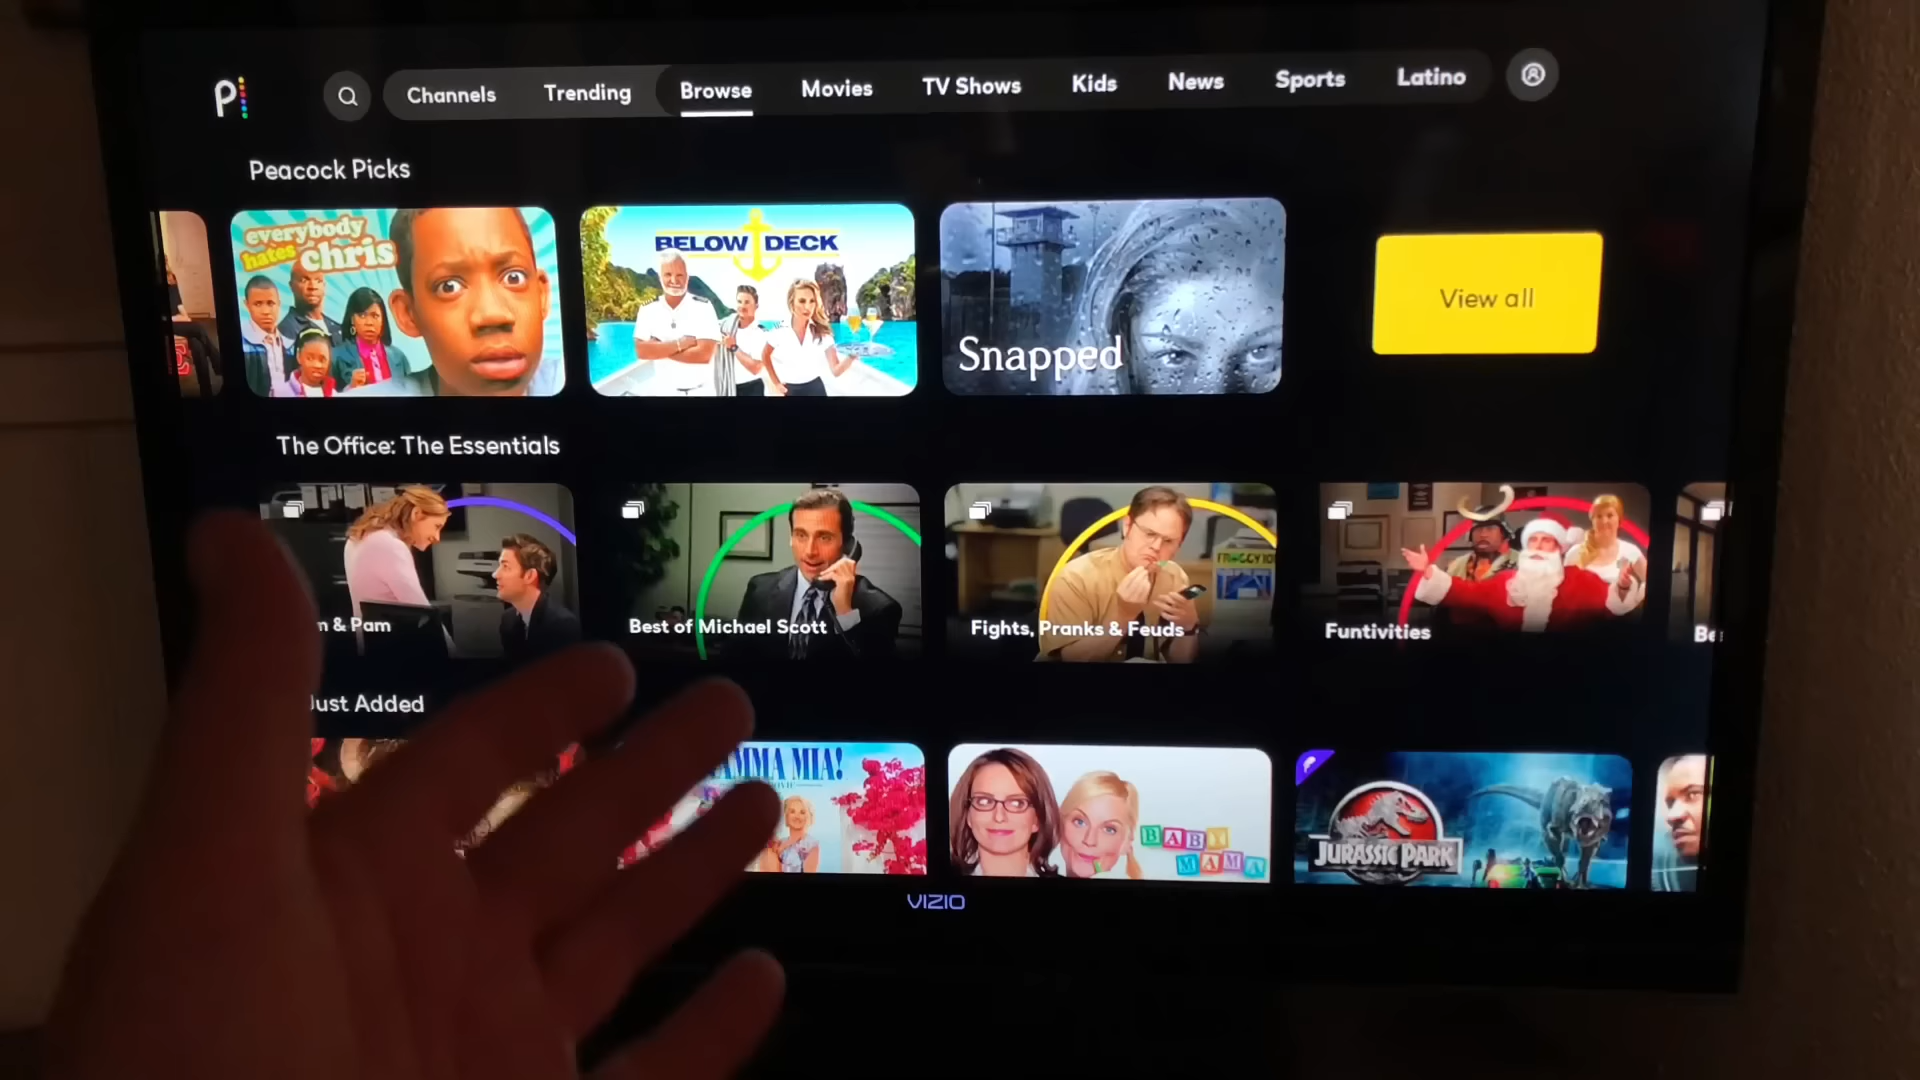 P
Channels Trending Browse Movies TV Shows Kids News Sports Latino
Peacock Picks
everybody
hates chris
BELOW DECK
Snapped
View all
The Office: The Essentials
& Pam
Best of Michael Scott
Fights, Pranks & Feuds
FROGGY 101
Funtivities
Just Added
MAMMA MIA!
BABY
MAMA
JURASSIC PARK
VIZIO